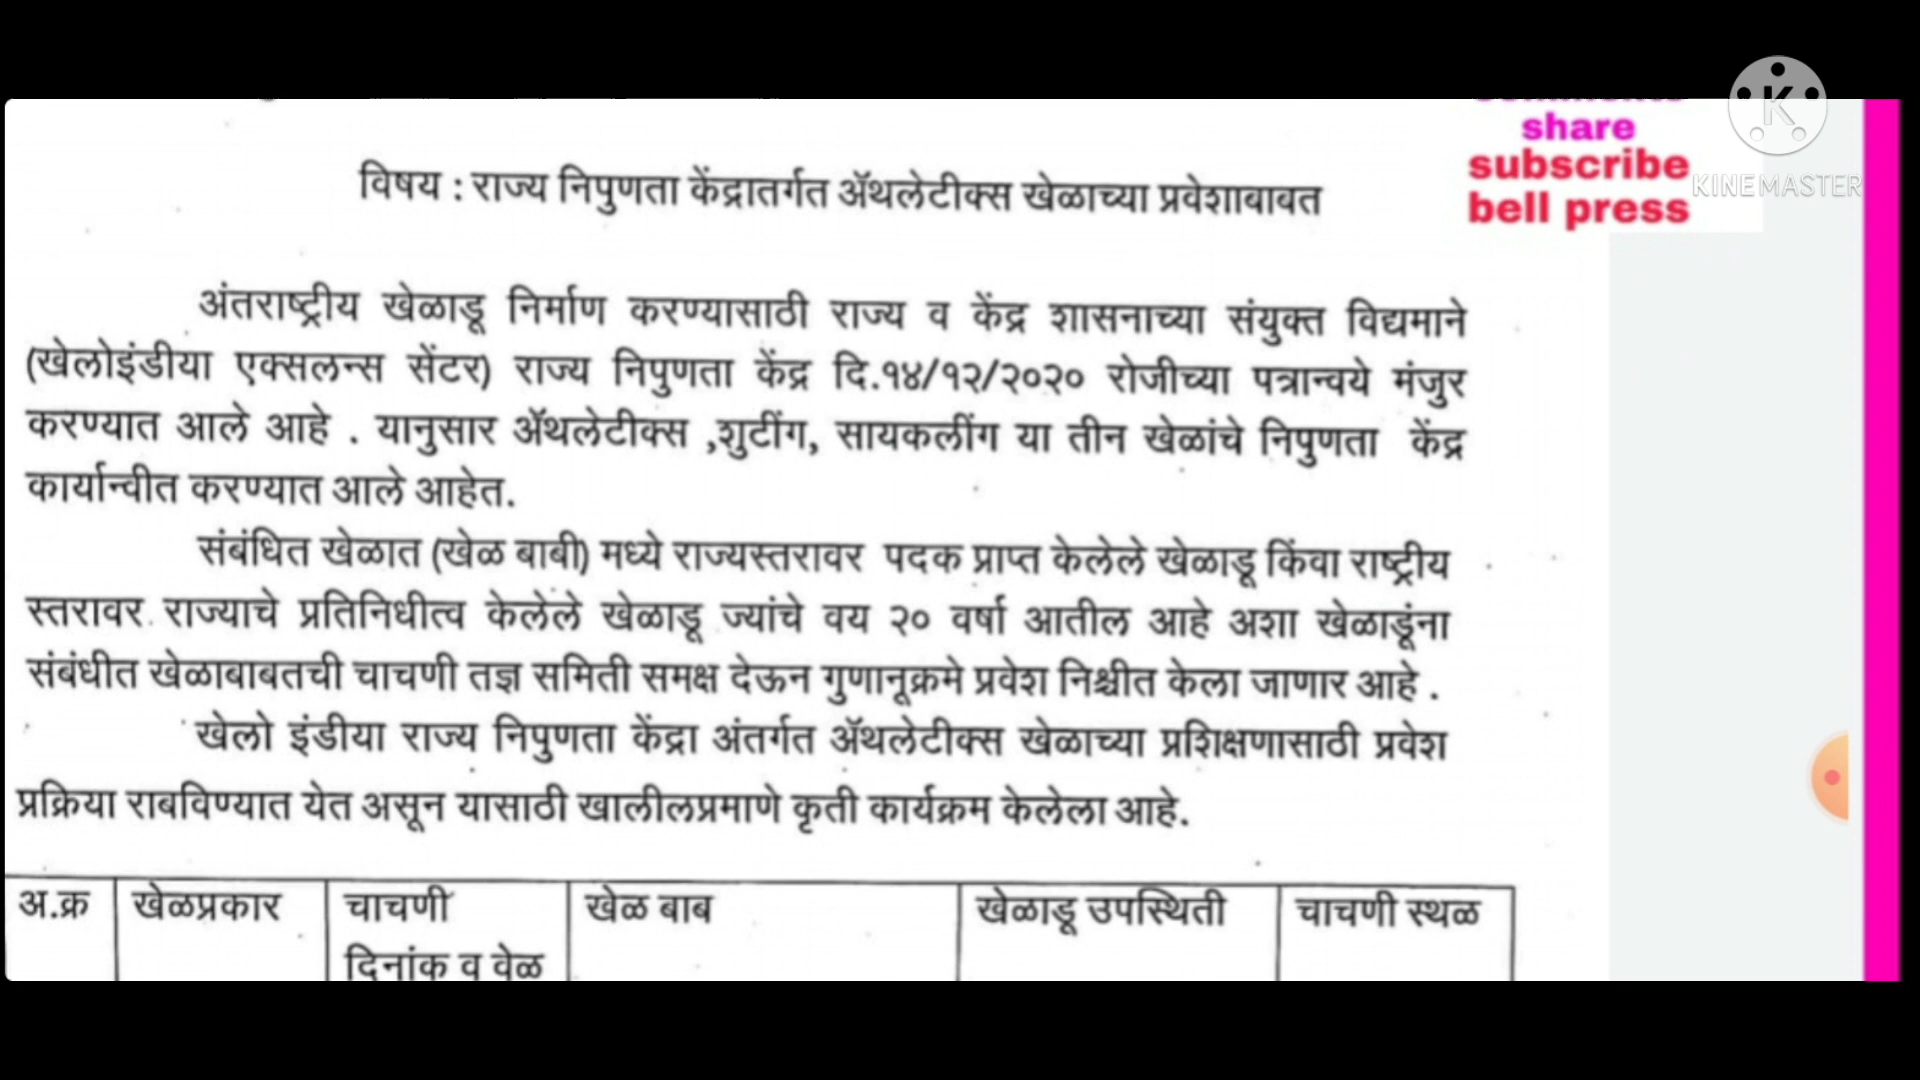 share
subscribe
bell press
KINEMASTER
विषय : राज्य निपुणता केंद्रातर्गत ॲथलेटीक्स खेळाच्या प्रवेशाबाबत
अंतराष्ट्रीय खेळाडू निर्माण करण्यासाठी राज्य व केंद्र शासनाच्या संयुक्त विद्यमाने
(खेलोइंडीया एक्सलन्स सेंटर) राज्य निपुणता केंद्र दि.१४/१२/२०२० रोजीच्या पत्रान्वये मंजुर
करण्यात आले आहे . यानुसार ॲथलेटीक्स ,शुटींग, सायकलींग या तीन खेळांचे निपुणता केंद्र
कार्यान्वीत करण्यात आले आहेत.
संबंधित खेळात (खेळ बाबी) मध्ये राज्यस्तरावर पदक प्राप्त केलेले खेळाडू किंवा राष्ट्रीय
स्तरावर राज्याचे प्रतिनिधीत्व केलेले खेळाडू ज्यांचे वय २० वर्षा आतील आहे अशा खेळाडूंना
संबंधीत खेळाबाबतची चाचणी तज्ञ समिती समक्ष देऊन गुणानूक्रमे प्रवेश निश्चीत केला जाणार आहे .
खेलो इंडीया राज्य निपुणता केंद्रा अंतर्गत ॲथलेटीक्स खेळाच्या प्रशिक्षणासाठी प्रवेश
प्रक्रिया राबविण्यात येत असून यासाठी खालीलप्रमाणे कृती कार्यक्रम केलेला आहे.
अ.क्र खेळप्रकार चाचणी खेळ बाब खेळाडू उपस्थिती चाचणी स्थळ
दिनांक व वेळ